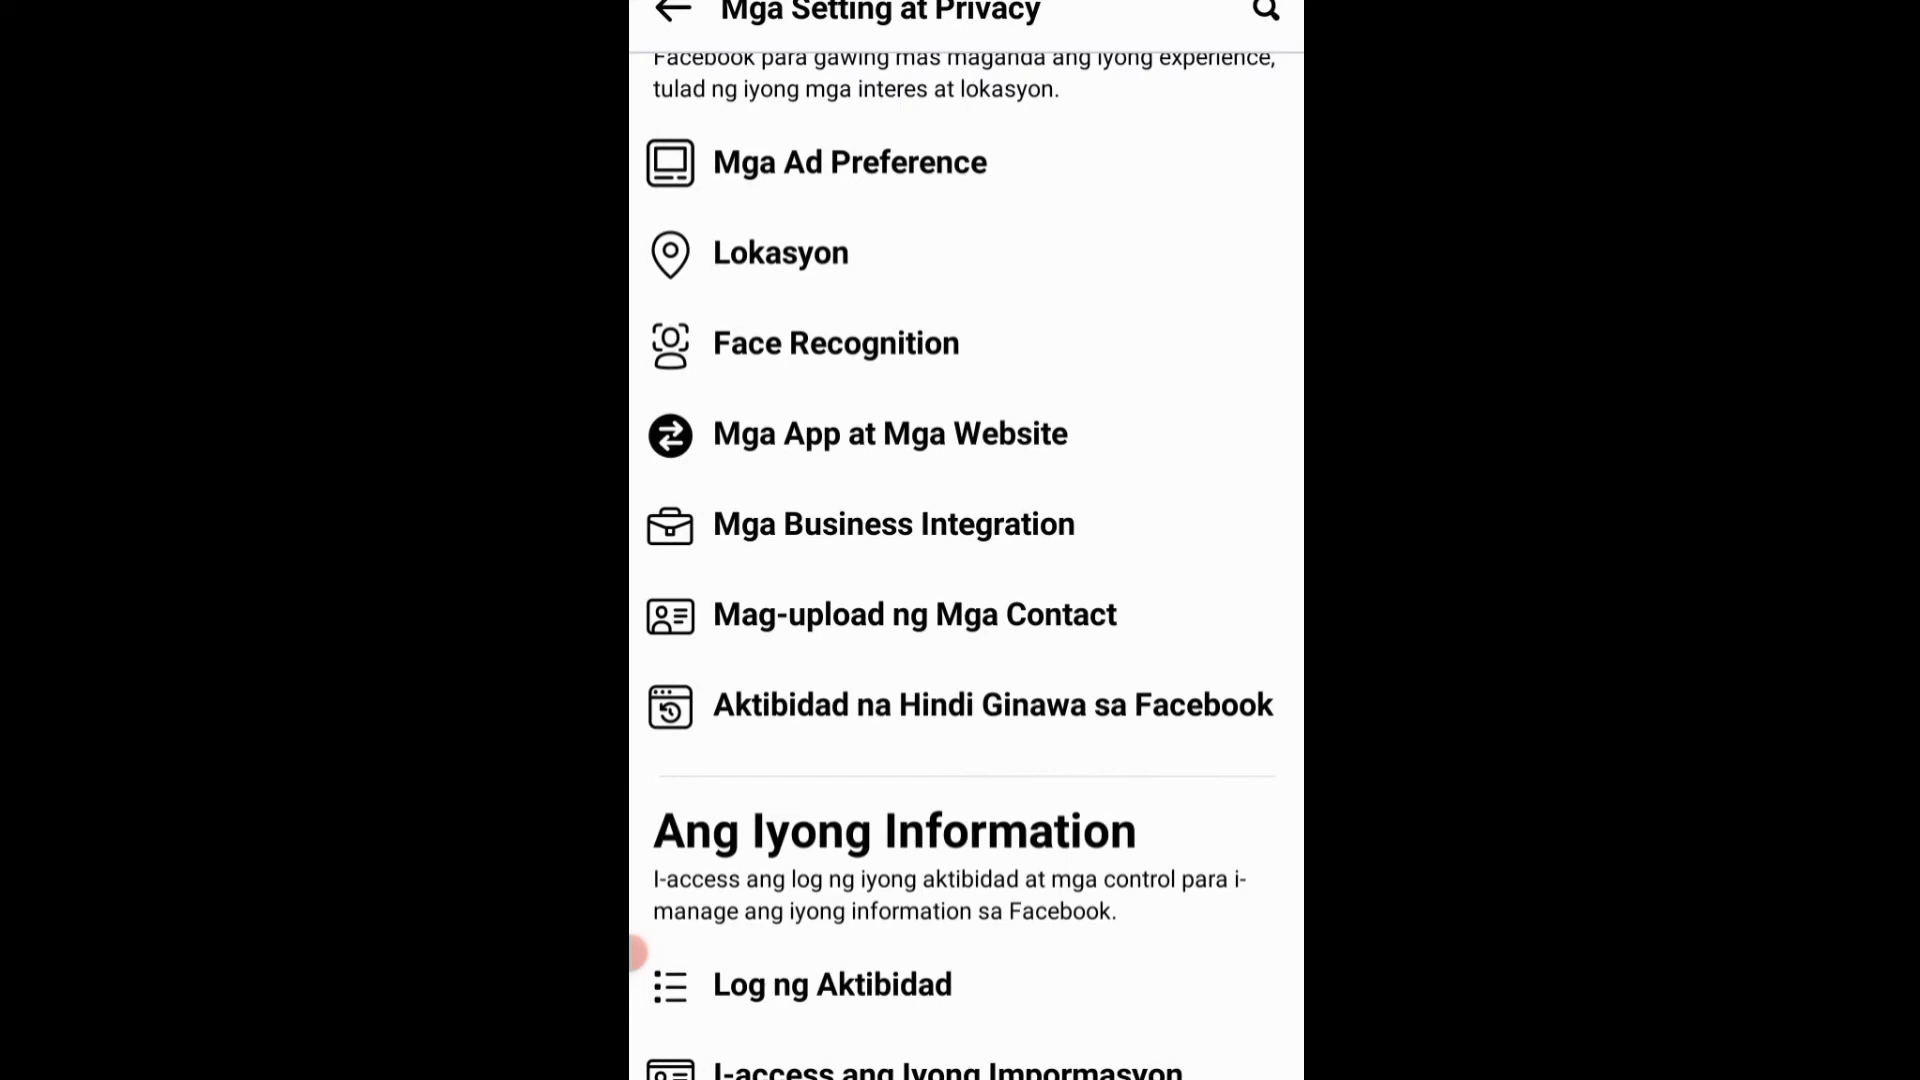 Mga Setting at Privacy
Facebook para gawing mas maganda ang iyong experience,
tulad ng iyong mga interes at lokasyon.
Mga Ad Preference
Lokasyon
Face Recognition
Mga App at Mga Website
Mga Business Integration
Mag-upload ng Mga Contact
Aktibidad na Hindi Ginawa sa Facebook
Ang Iyong Information
I-access ang log ng iyong aktibidad at mga control para i-
manage ang iyong information sa Facebook.
Log ng Aktibidad
I-access ang Iyong Impormasyon